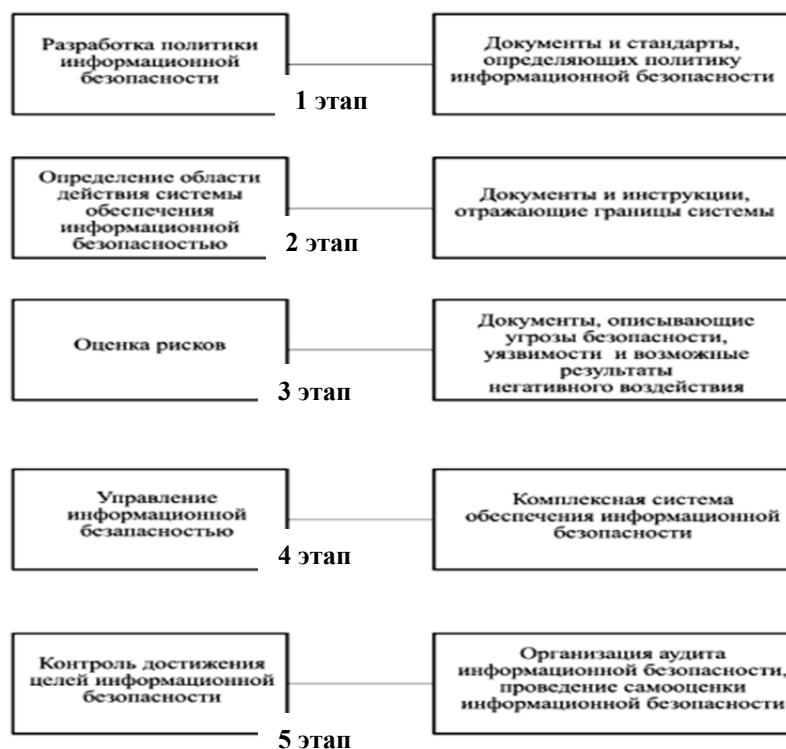 Разработка политики
информационной
безопасности
Документы и стандарты,
определяющих политику
информационной безопасности
1 этап
Определение области
действия системы
обеспечения
информационной
безопасностью
Документы и инструкции,
отражающие границы системы
2 этап
Оценка рисков
Документы, описывающие
угрозы безопасности,
уязвимости и возможные
результаты
негативного воздействия
3 этап
Управление
информационной
безапасностью
Комплексная система
обеспечения информационной
безопасности
4 этап
Контроль достижения
целей информационной
безопасности
Организация аудита
информационной безопасности,
проведение самооценки
информационной безопасности
5 этап